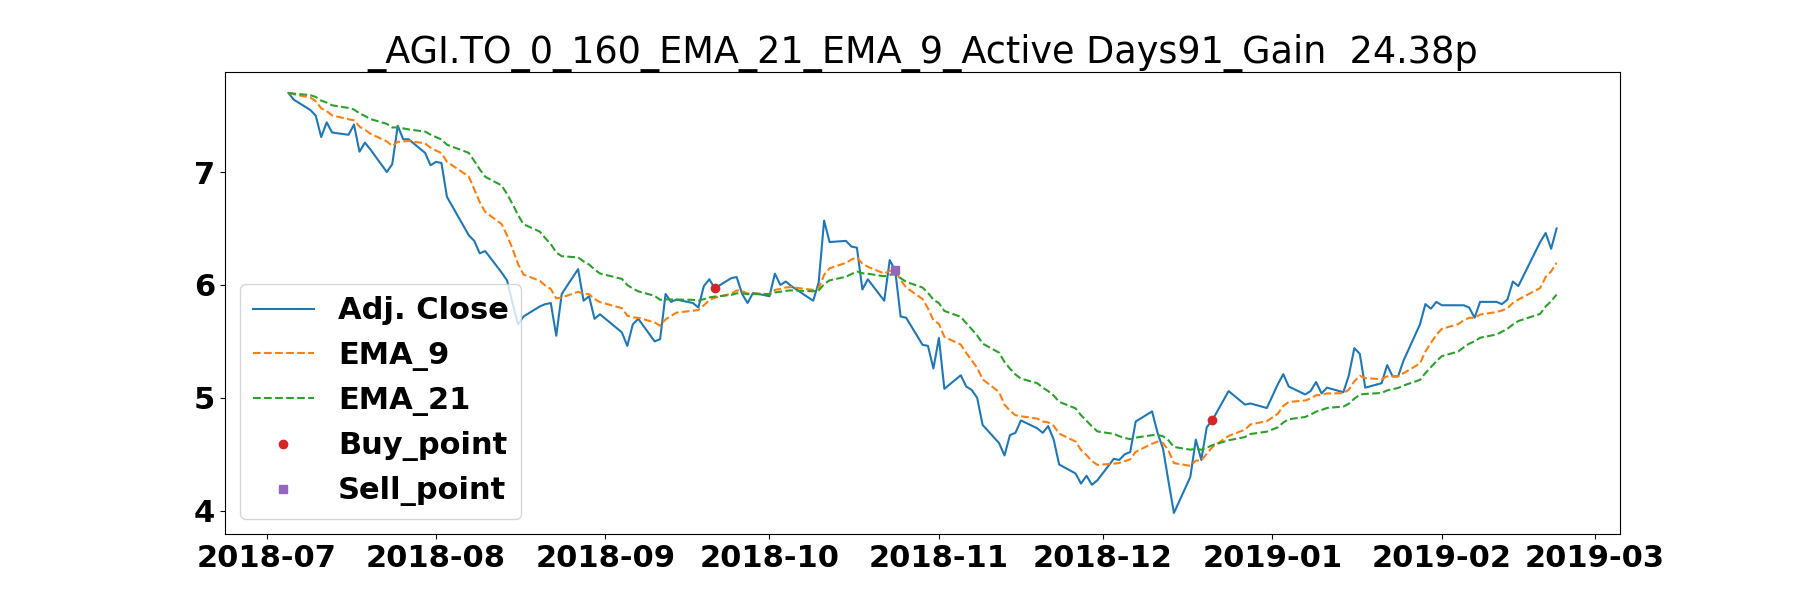 _AGI.TO_0_160_EMA_21_EMA_9_Active Days91_Gain  24.38p
7
6
5
4
Adj. Close
EMA_9
EMA_21
Buy_point
Sell_point
2018-07 2018-08 2018-09 2018-10 2018-11 2018-12 2019-01 2019-02 2019-03